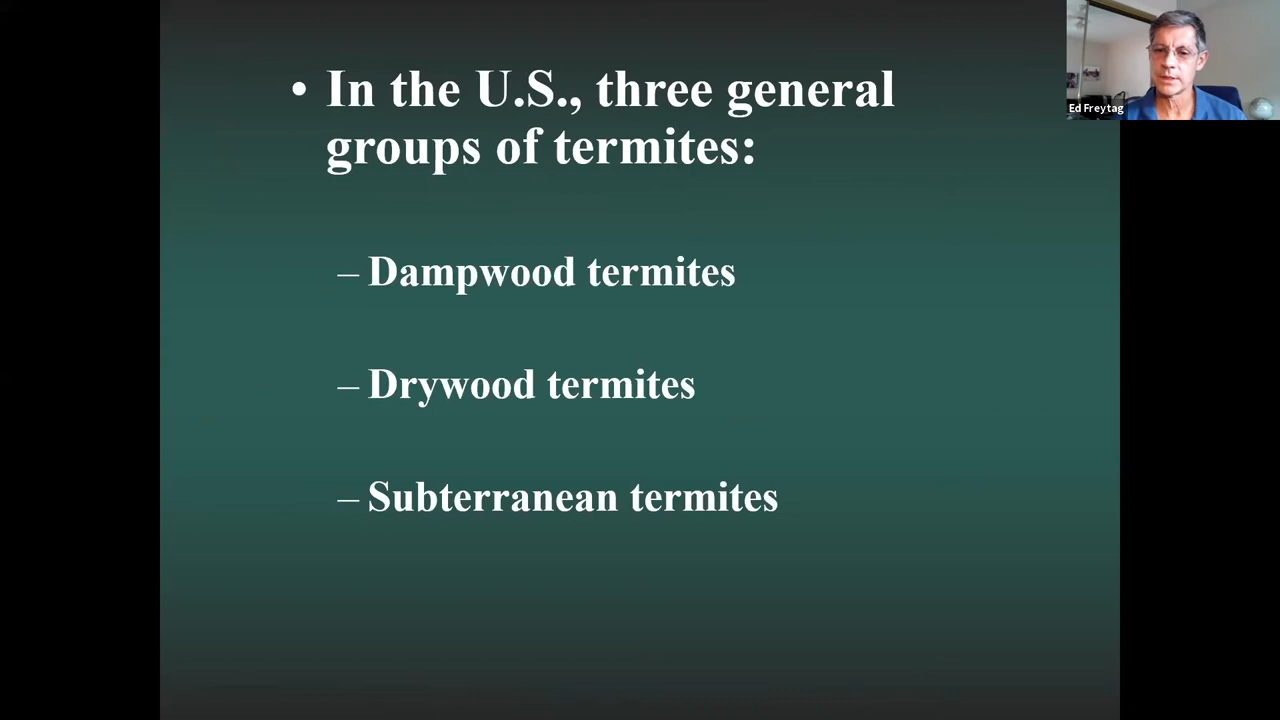 • In the U.S., three general
groups of termites:
– Dampwood termites
– Drywood termites
– Subterranean termites
Ed Freytag